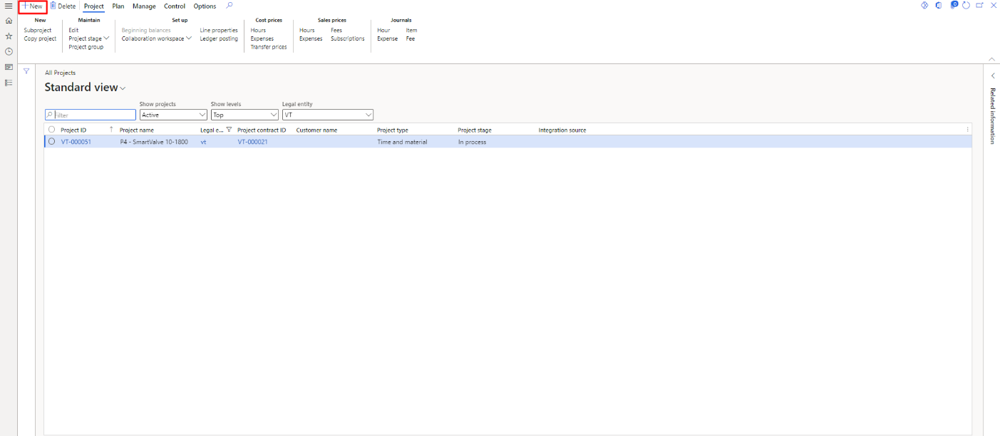 New Delete Project Plan Manage Control Options
0
New Maintain Set up Cost prices Sales prices Journals
Subproject Edit Beginning balances Line properties Hours Hours Fees Hour Item
Copy project Project stage Collaboration workspace Ledger posting Expenses Expenses Subscriptions Expense Fee
Project group Transfer prices
All Projects
Standard view
Show projects Show levels Legal entity
Filter Active Top VT
Project ID Project name Legal e... Project contract ID Customer name Project type Project stage Integration source
VT-000051 P4 - SmartValve 10-1800 vt VT-000021 Time and material In process
Related information